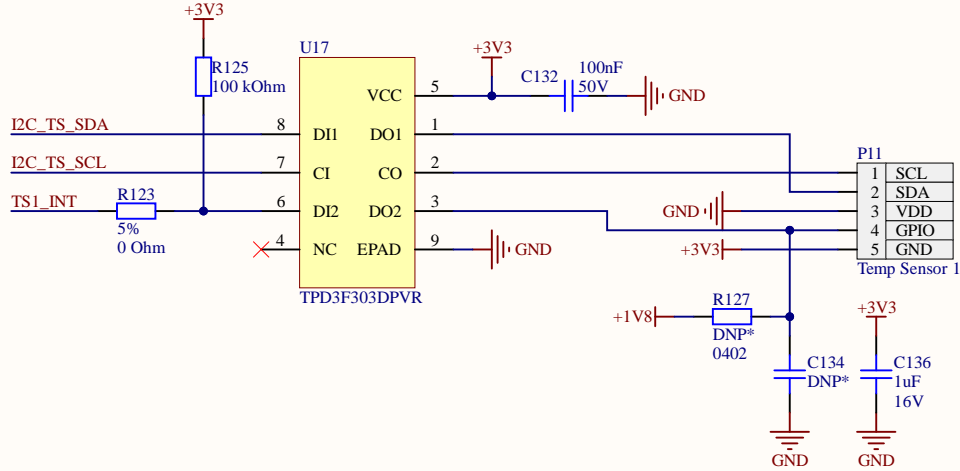 +3V3
R125
100 kOhm
U17
+3V3
C132
100nF
50V
GND
VCC
5
I2C_TS_SDA
8
DI1
DO1
1
I2C_TS_SCL
7
CI
CO
2
TS1_INT
R123
5%
0 Ohm
6
DI2
DO2
3
4
NC
EPAD
9
GND
TPD3F303DPVR
P11
1 SCL
2 SDA
3 VDD
4 GPIO
5 GND
Temp Sensor 1
GND
+3V3
+1V8
R127
DNP*
0402
C134
DNP*
GND
+3V3
C136
1uF
16V
GND